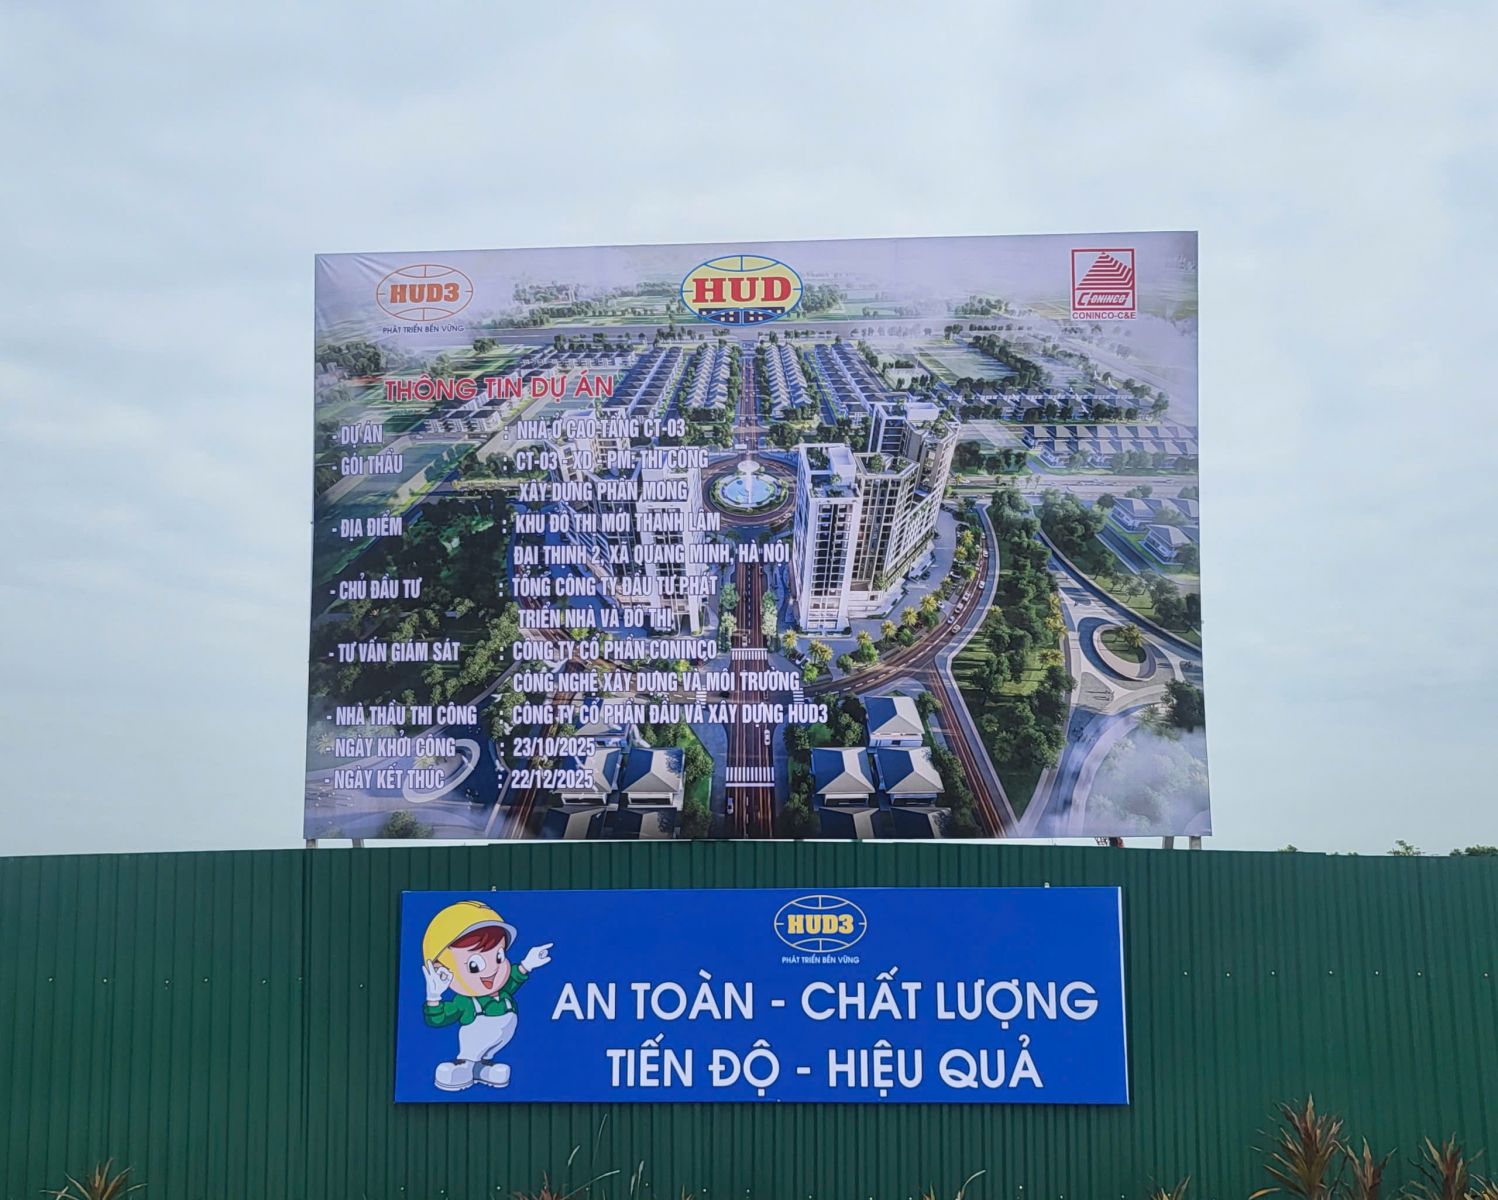 HUD3
PHÁT TRIỂN BỀN VỮNG
HUD
CONINCO
CONINCO-C&E
THÔNG TIN DỰ ÁN
- DỰ ÁN : NHÀ Ở CAO TẦNG CT-03
- GÓI THẦU : CT-03 - XD - PM- THI CÔNG
XÂY DỰNG PHẦN MÓNG
- ĐỊA ĐIỂM : KHU ĐÔ THỊ MỚI THANH LÂM
ĐẠI THỊNH 2, XÃ QUANG MINH, HÀ NỘI
- CHỦ ĐẦU TƯ : TỔNG CÔNG TY ĐẦU TƯ PHÁT
TRIỂN NHÀ VÀ ĐÔ THỊ
- TƯ VẤN GIÁM SÁT : CÔNG TY CỔ PHẦN CONINCO
CÔNG NGHỆ XÂY DỰNG VÀ MÔI TRƯỜNG
- NHÀ THẦU THI CÔNG : CÔNG TY CỔ PHẦN ĐẦU VÀ XÂY DỰNG HUD3
- NGÀY KHỞI CÔNG : 23/10/2025
- NGÀY KẾT THÚC : 22/12/2025
HUD3
PHÁT TRIỂN BỀN VỮNG
AN TOÀN - CHẤT LƯỢNG
TIẾN ĐỘ - HIỆU QUẢ